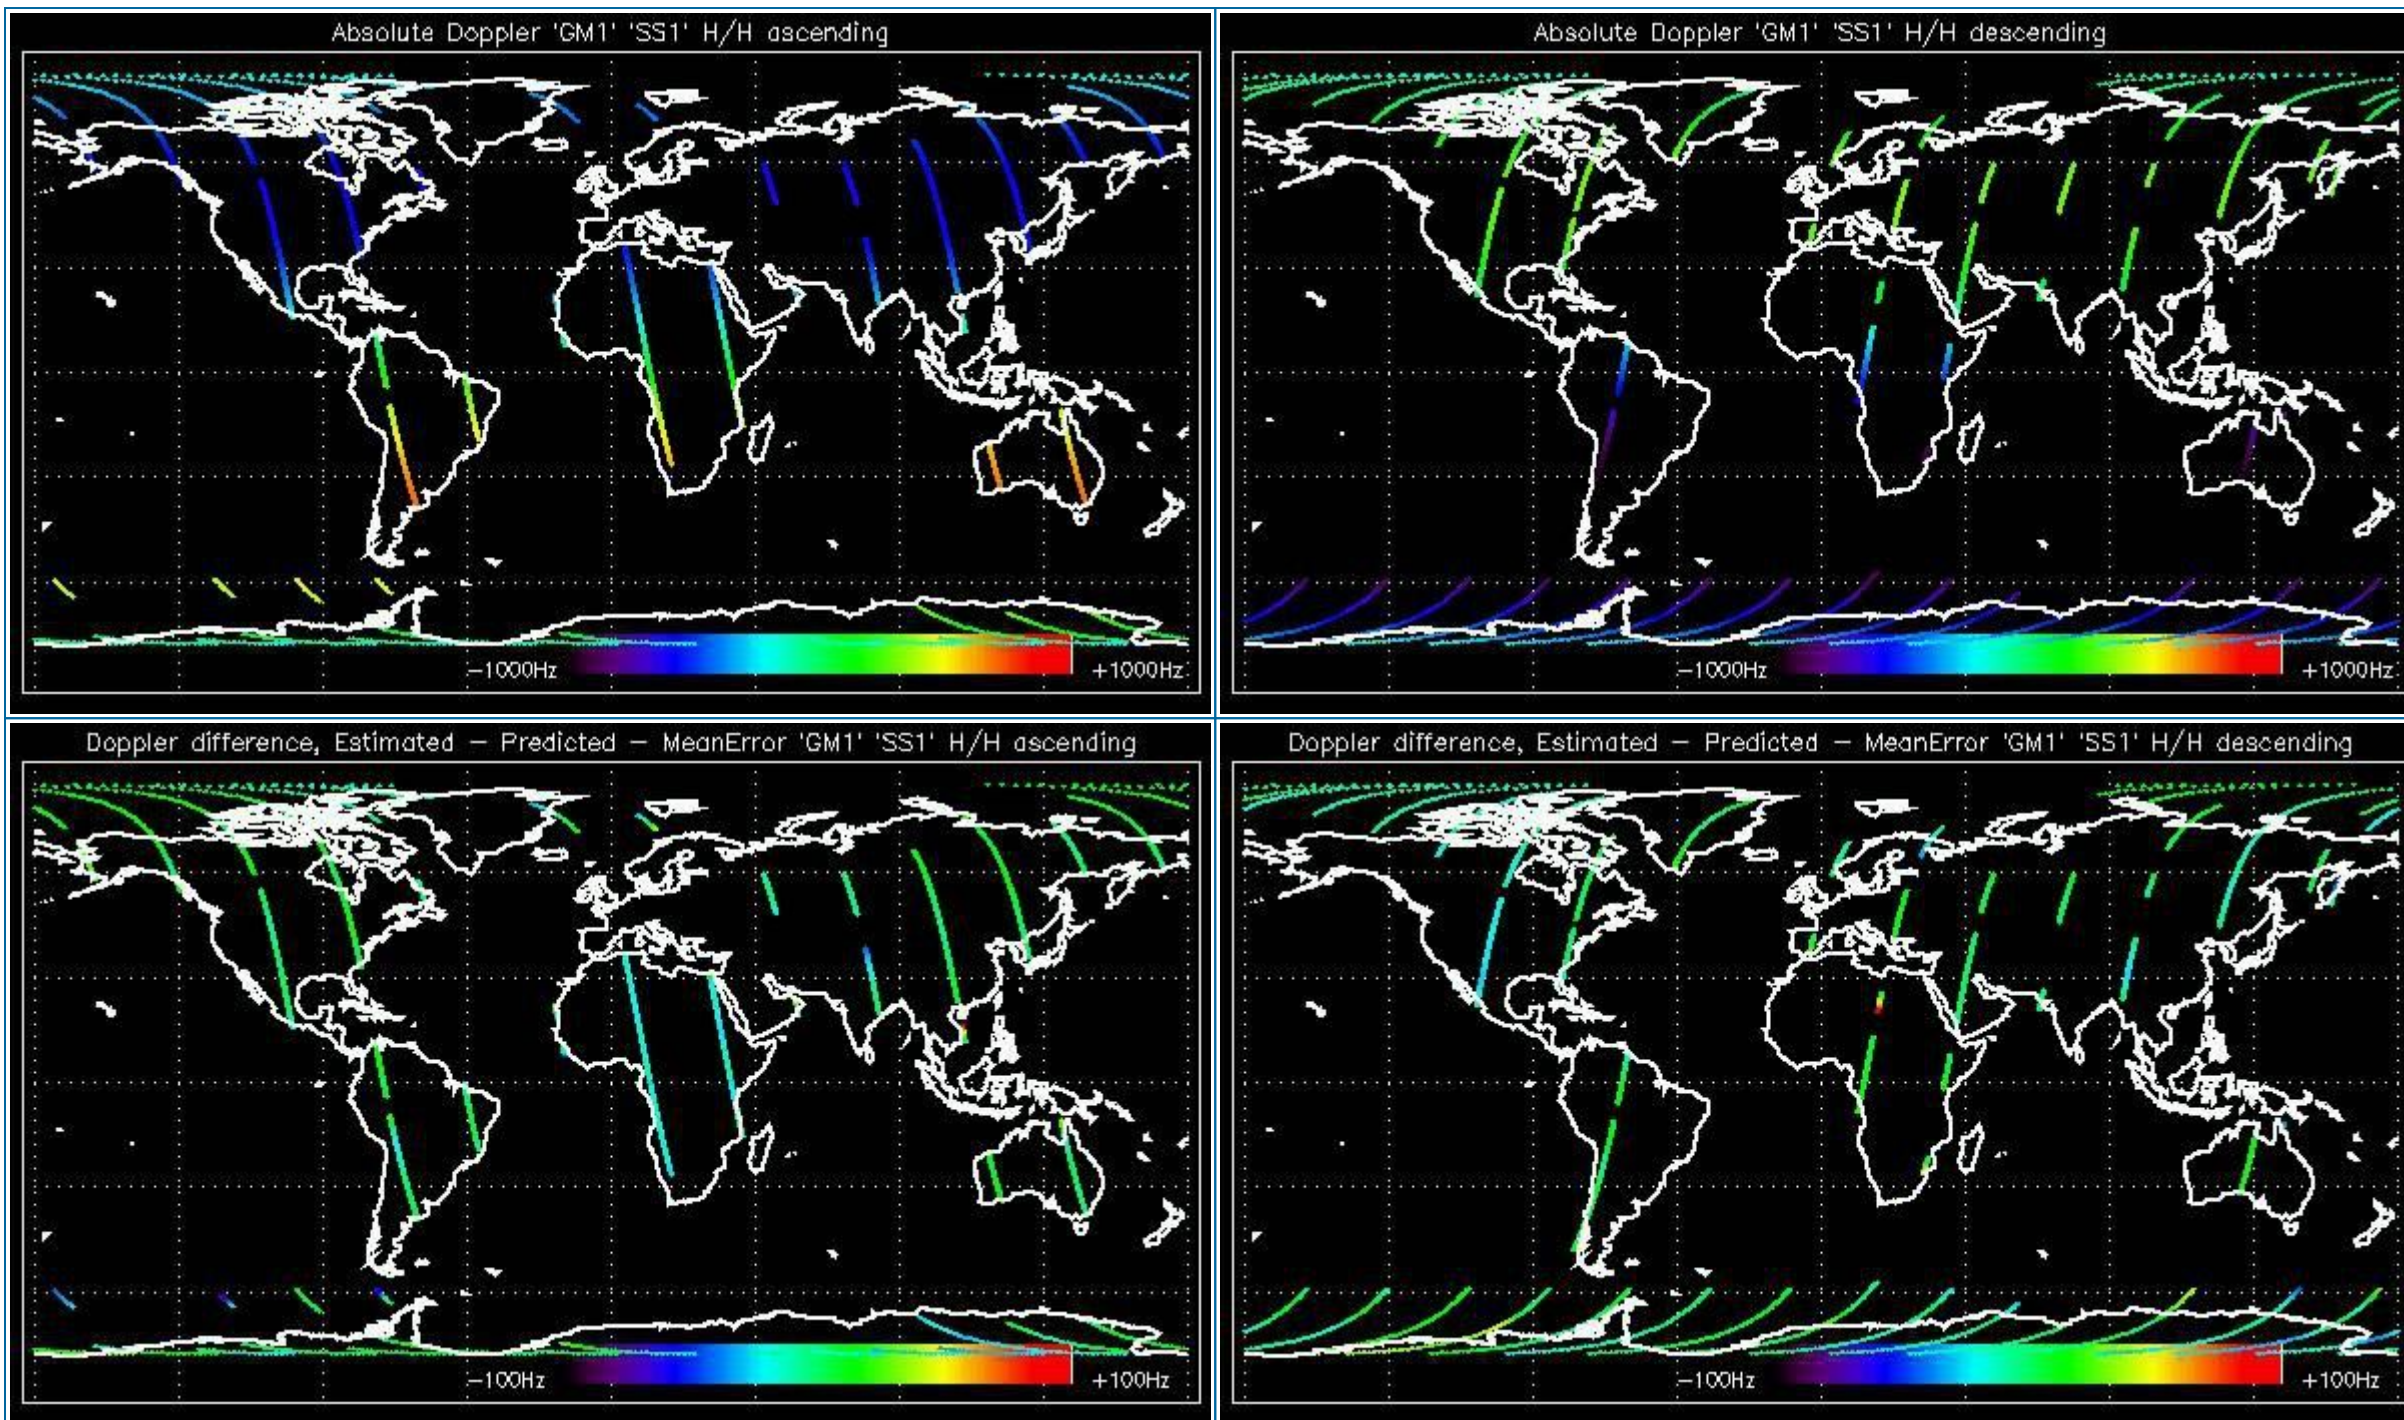 Absolute Doppler 'GM1' 'SS1' H/H ascending
-1000Hz
+1000Hz
Absolute Doppler 'GM1' 'SS1' H/H descending
-1000Hz
+1000Hz
Doppler difference, Estimated - Predicted - MeanError 'GM1' 'SS1' H/H ascending
-100Hz
+100Hz
Doppler difference, Estimated - Predicted - MeanError 'GM1' 'SS1' H/H descending
-100Hz
+100Hz